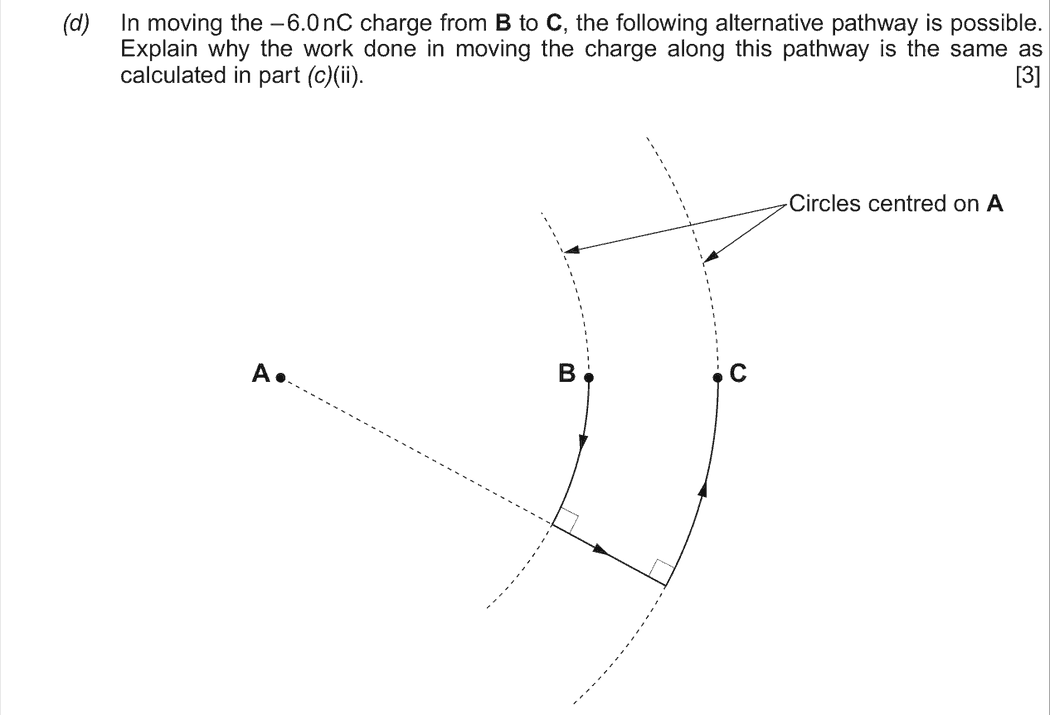 (d) In moving the −6.0 nC charge from B to C, the following alternative pathway is possible.
Explain why the work done in moving the charge along this pathway is the same as
calculated in part (c)(ii). [3]
Circles centred on A
A
B
C